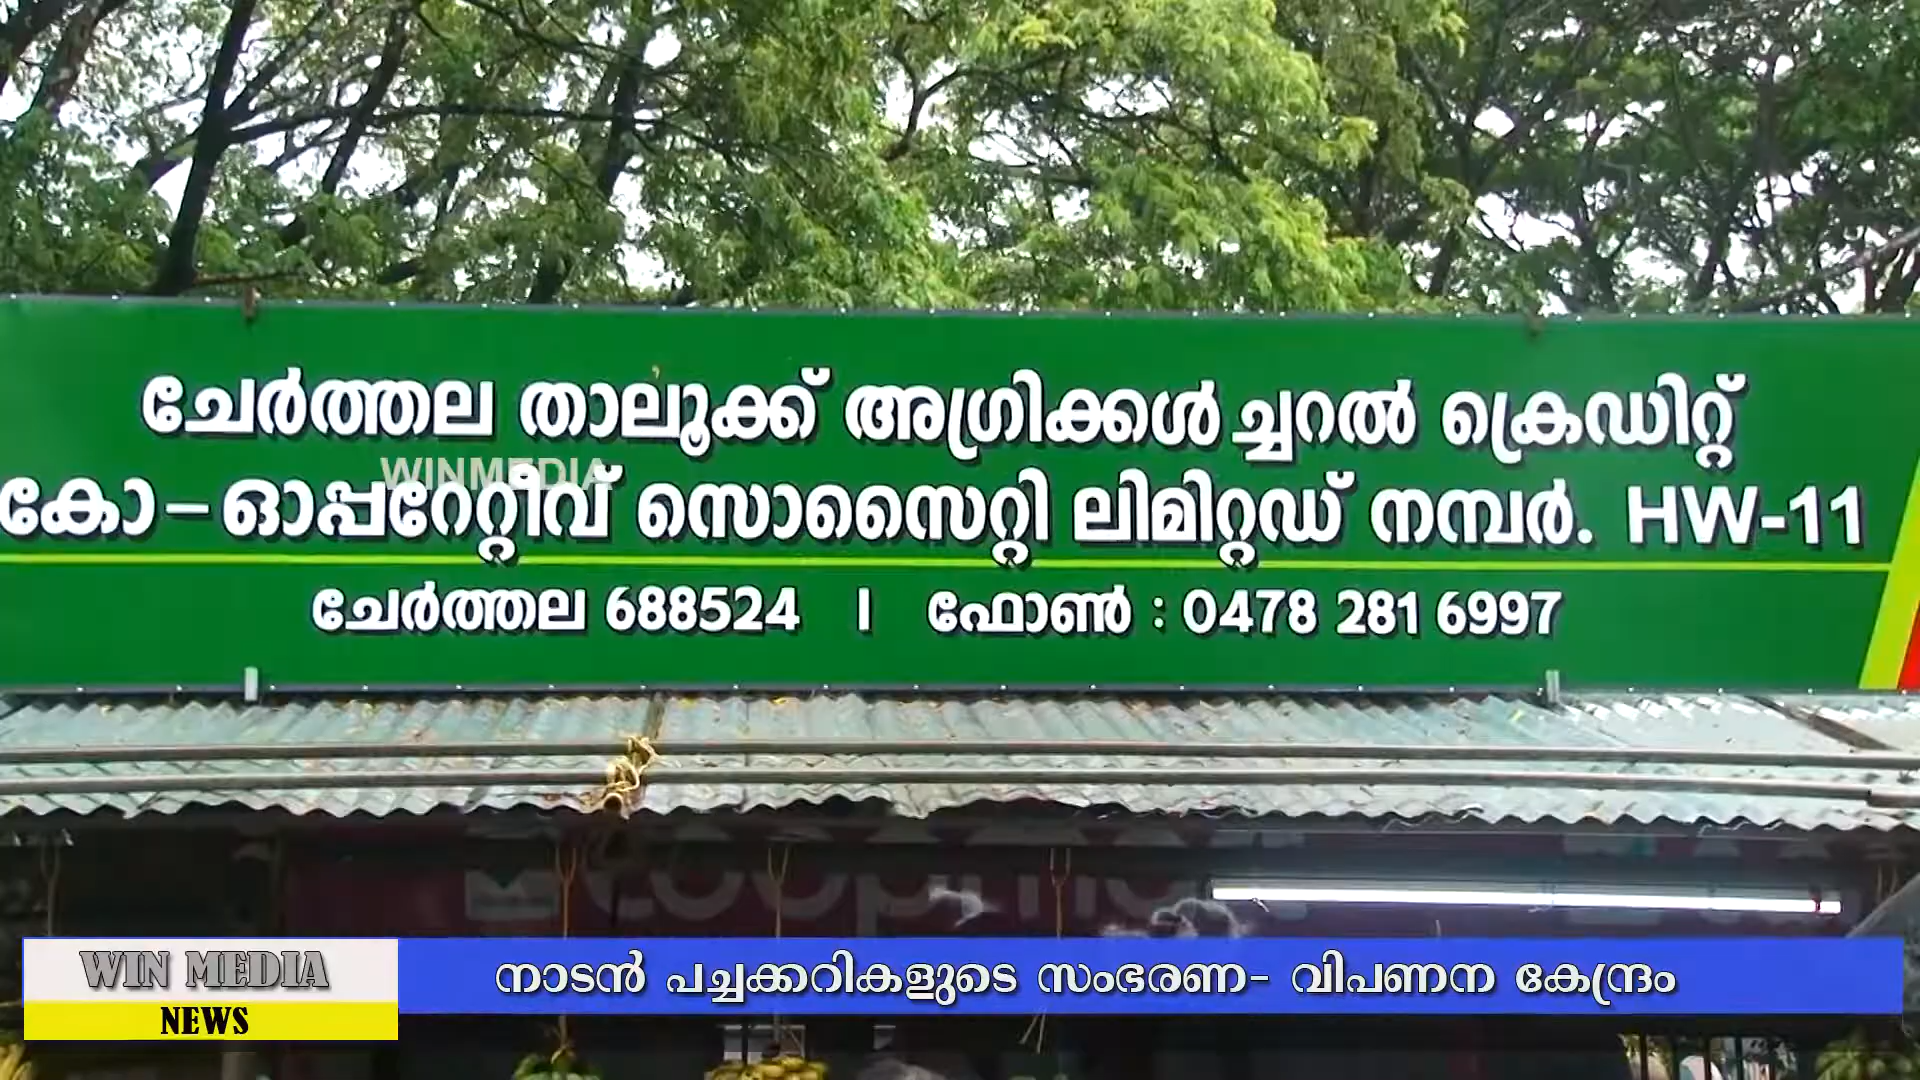 ചേർത്തല താലൂക്ക് അഗ്രിക്കൾച്ചറൽ ക്രെഡിറ്റ്
WINMEDIA
കോ-ഓപ്പറേറ്റീവ് സൊസൈറ്റി ലിമിറ്റഡ് നമ്പർ. HW-11
ചേർത്തല 688524 | ഫോൺ : 0478 281 6997
WIN MEDIA
NEWS
നാടൻ പച്ചക്കറികളുടെ സംഭരണ- വിപണന കേന്ദ്രം